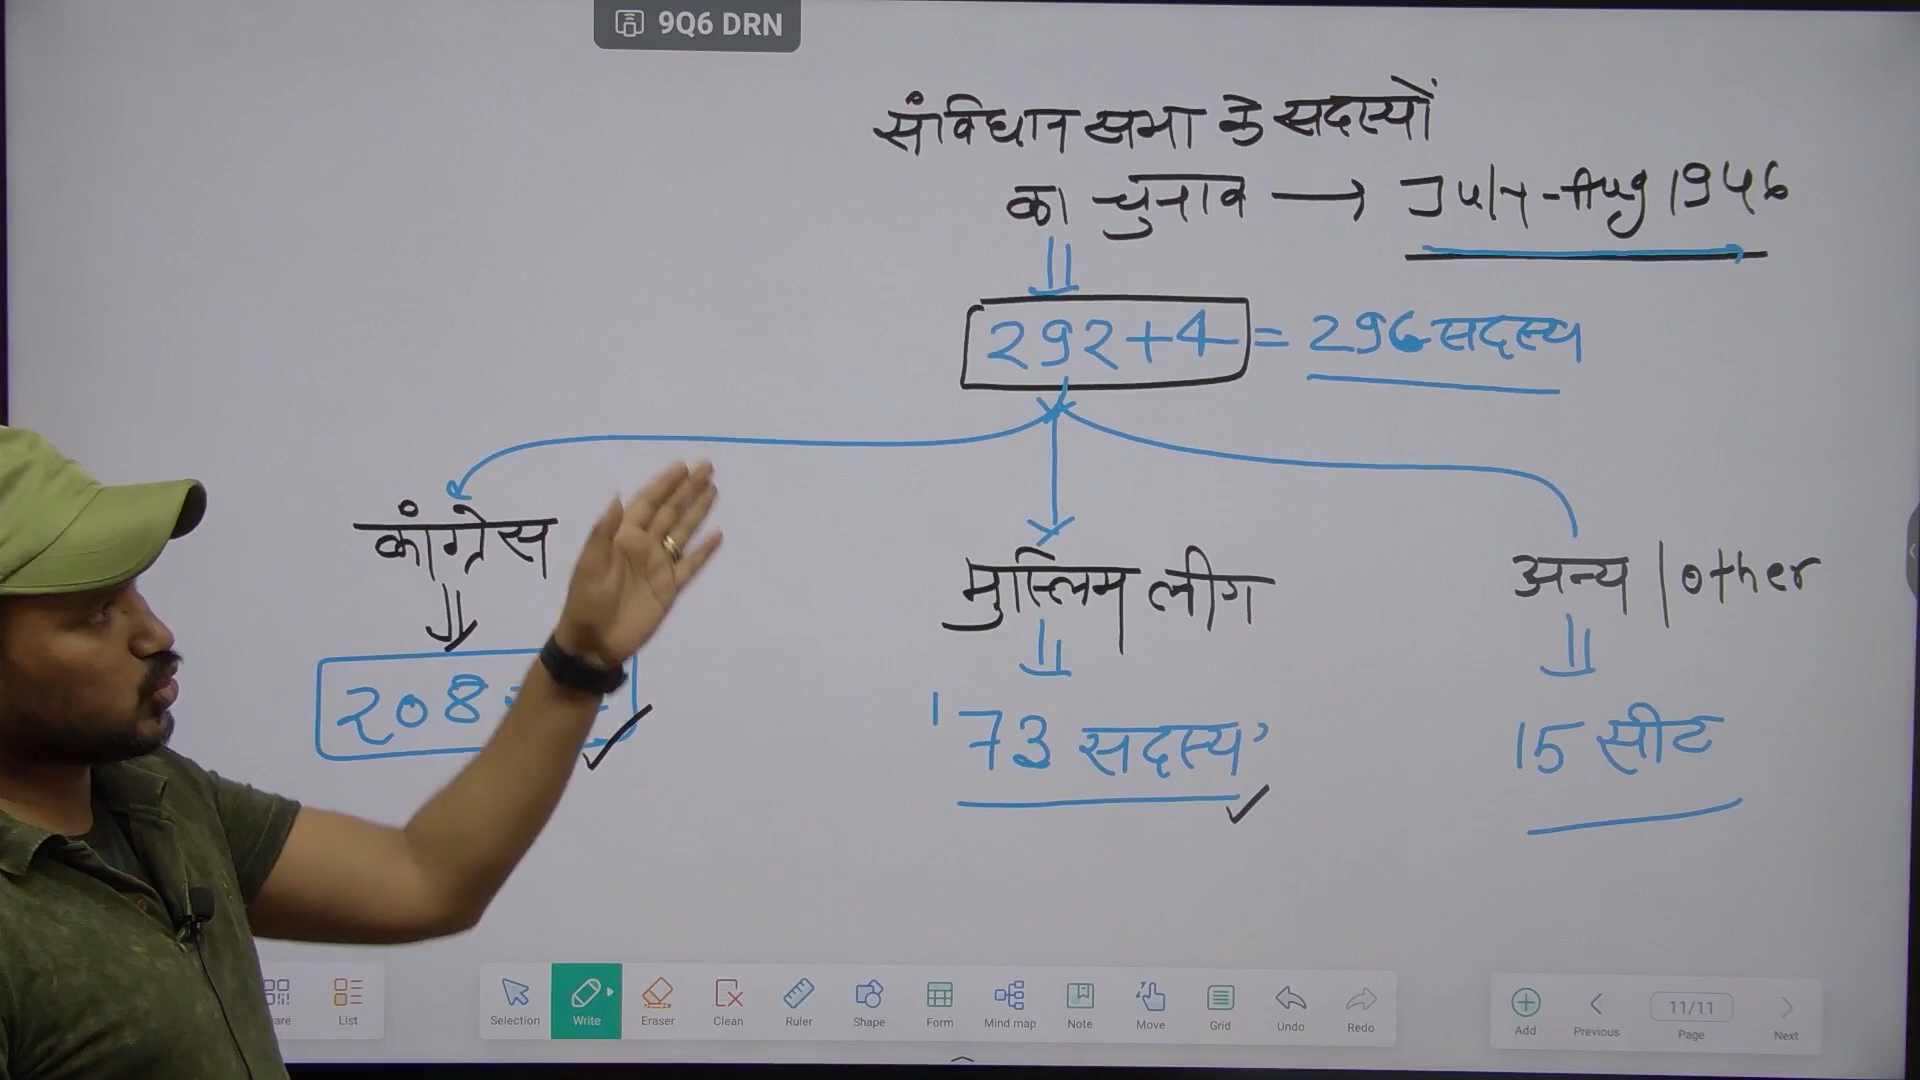 9Q6 DRN
संविधान सभा के सदस्यों
का चुनाव → July-Aug 1946
292+4 = 296 सदस्य
कांग्रेस
मुस्लिम लीग
अन्य | other
208
'73 सदस्य'
15 सीट
List
Selection
Write
Eraser
Clean
Ruler
Shape
Form
Mind map
Note
Move
Grid
Undo
Redo
Add
Previous
11/11
Page
Next